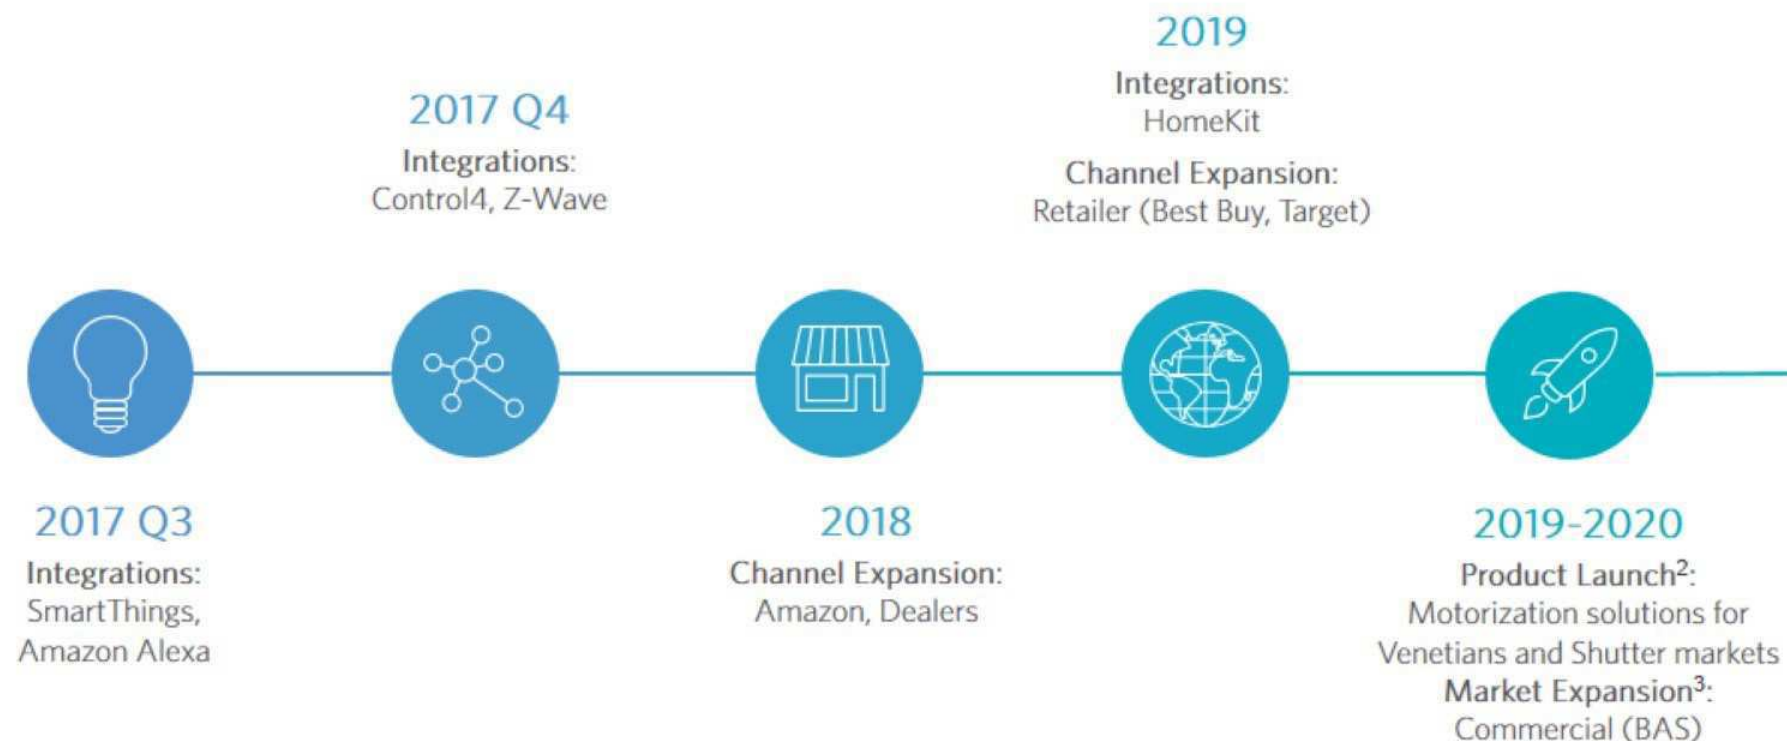 2017 Q3
Integrations:
SmartThings,
Amazon Alexa
2017 Q4
Integrations:
Control4, Z-Wave
2018
Channel Expansion:
Amazon, Dealers
2019
Integrations:
HomeKit
Channel Expansion:
Retailer (Best Buy, Target)
2019-2020
Product Launch²:
Motorization solutions for
Venetians and Shutter markets
Market Expansion³:
Commercial (BAS)